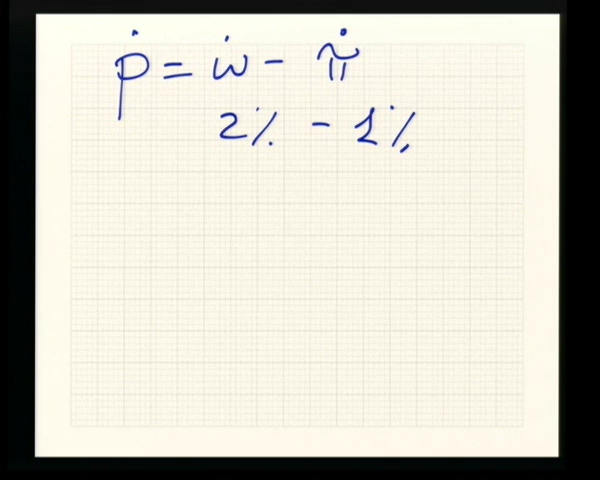 ṗ = ẇ - π̇
2% - 1%